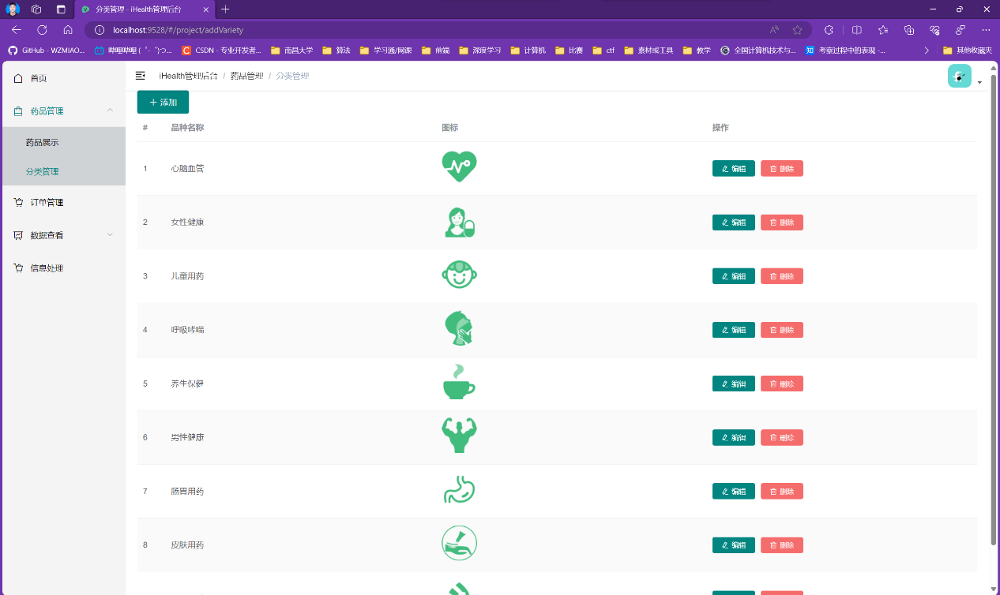 分类管理 - iHealth管理后台
localhost:9528/#/project/addVariety
GitHub - WZMIAO...
哔哩哔哩 (゜-゜)つ...
CSDN - 专业开发者...
南昌大学
算法
学习通/网课
前端
深度学习
计算机
比赛
ctf
素材或工具
教学
全国计算机技术与...
知 考察过程中的表现 -...
其他收藏夹
首页
药品管理
药品展示
分类管理
订单管理
数据查看
信息处理
iHealth管理后台 / 药品管理 / 分类管理
+ 添加
# 品种名称 图标 操作
1 心脑血管 编辑 删除
2 女性健康 编辑 删除
3 儿童用药 编辑 删除
4 呼吸哮喘 编辑 删除
5 养生保健 编辑 删除
6 男性健康 编辑 删除
7 肠胃用药 编辑 删除
8 皮肤用药 编辑 删除